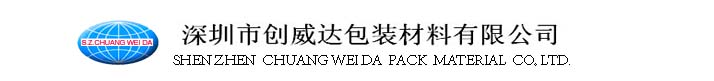 S.Z.CHUANG WEI DA
深圳市创威达包装材料有限公司
SHENZHEN CHUANG WEI DA PACK MATERIAL CO, LTD.